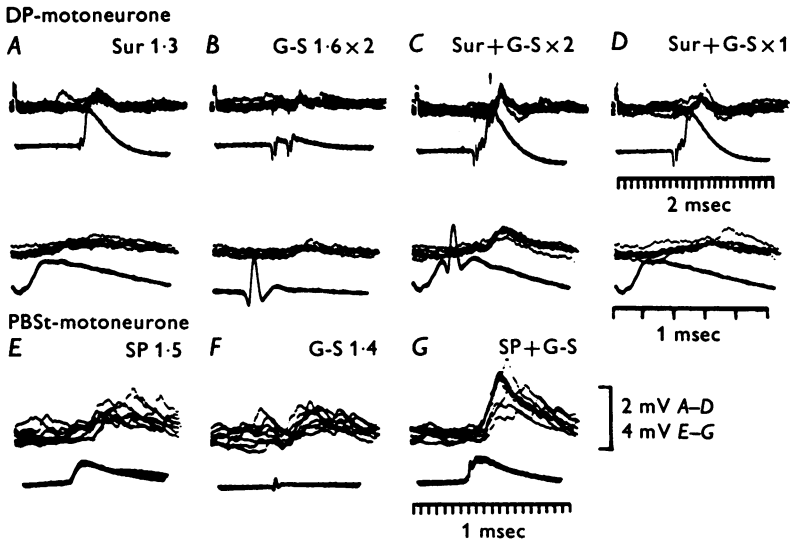 DP-motoneurone
A Sur 1·3 B G-S 1·6 × 2 C Sur + G-S × 2 D Sur + G-S × 1
2 msec
1 msec
PBSt-motoneurone
E SP 1·5 F G-S 1·4 G SP + G-S
2 mV A–D
4 mV E–G
1 msec